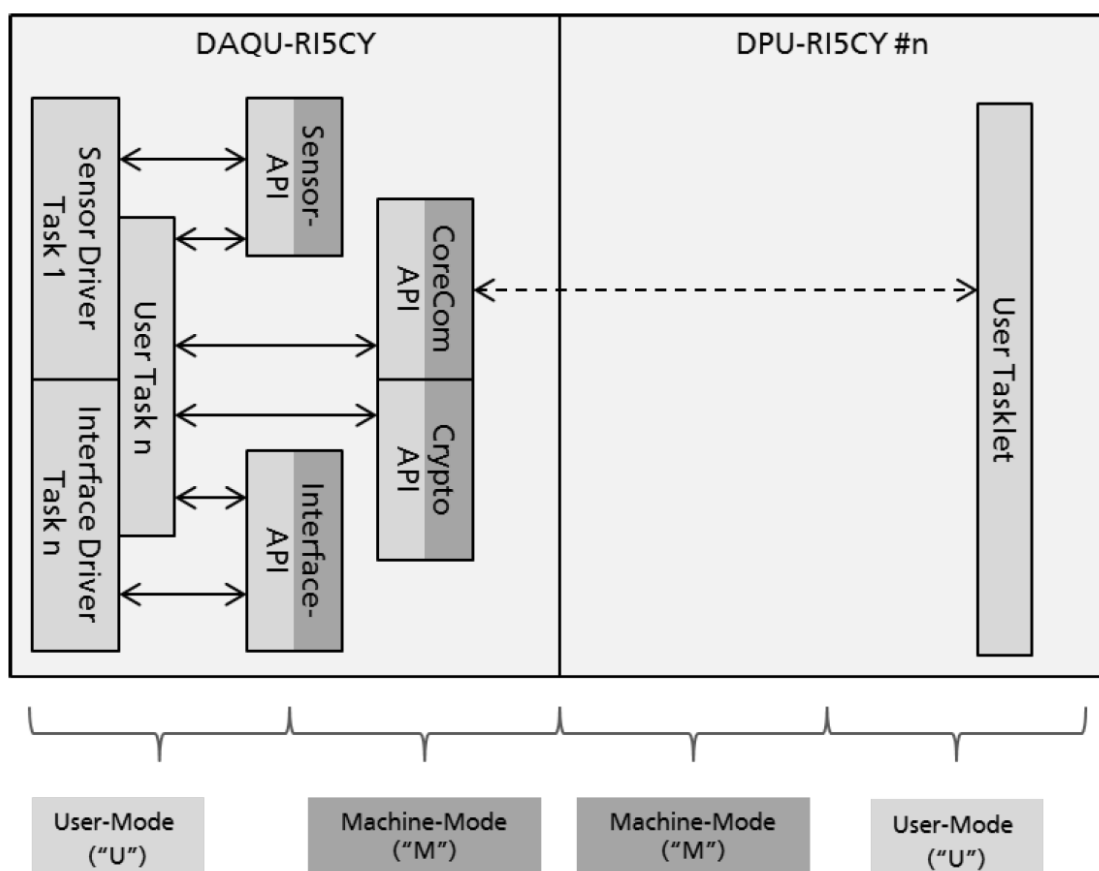 DAQU-RI5CY
DPU-RI5CY #n
Sensor Driver
Task 1
Interface Driver
Task n
User Task n
Sensor-
API
CoreCom
API
Crypto
API
Interface-
API
User Tasklet
User-Mode
(“U”)
Machine-Mode
(“M”)
Machine-Mode
(“M”)
User-Mode
(“U”)